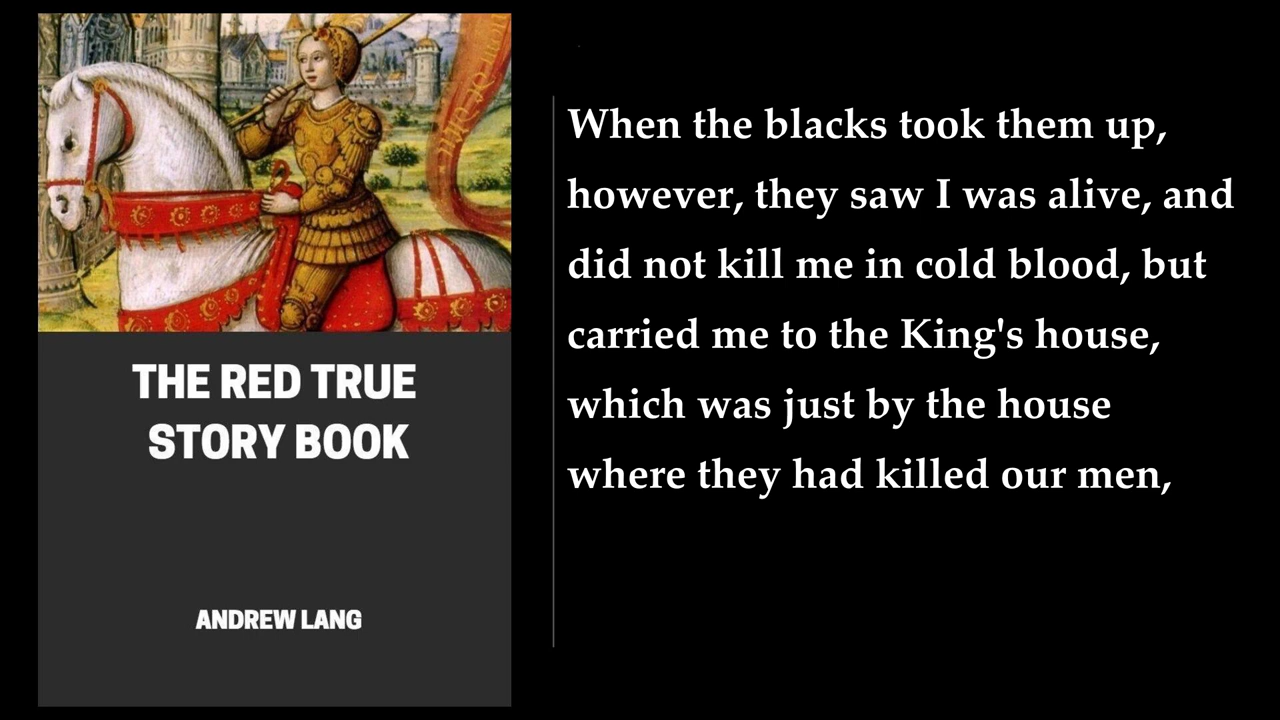 THE RED TRUE
STORY BOOK
ANDREW LANG
When the blacks took them up,
however, they saw I was alive, and
did not kill me in cold blood, but
carried me to the King's house,
which was just by the house
where they had killed our men,